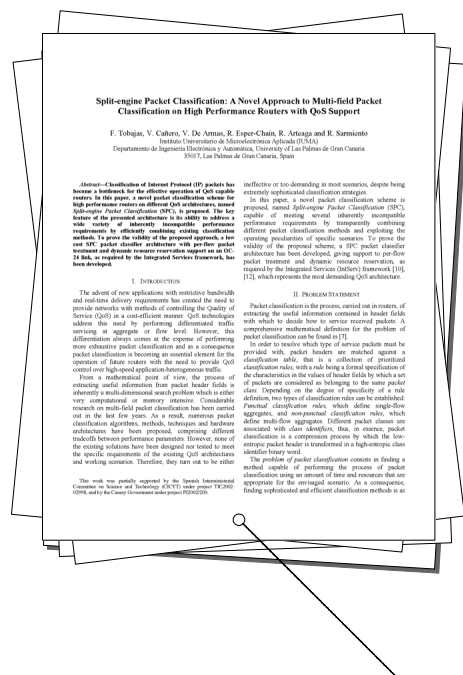 Split-engine Packet Classification: A Novel Approach to Multi-field Packet
Classification on High Performance Routers with QoS Support
F. Tobajas, V. Cañero, V. De Armas, R. Esper-Chaín, R. Arteaga and R. Sarmiento
Instituto Universitario de Microelectrónica Aplicada (IUMA)
Departamento de Ingeniería Electrónica y Automática, Universidad de Las Palmas de Gran Canaria
35017, Las Palmas de Gran Canaria, Spain
Abstract—Classification of Internet Protocol (IP) packets has
become a bottleneck for the effective operation of QoS capable
routers. In this paper, a novel packet classification scheme for
high performance routers on different QoS architectures, named
Split-engine Packet Classification (SPC), is proposed. The key
feature of the presented architecture is its ability to address a
wide variety of inherently incompatible performance
requirements by efficiently combining existing classification
methods. To prove the validity of the proposed approach, a low
cost SPC packet classifier architecture with per-flow packet
treatment and dynamic resource reservation support on an OC-
24 link, as required by the Integrated Services framework, has
been developed.
I. INTRODUCTION
The advent of new applications with restrictive bandwidth
and real-time delivery requirements has created the need to
provide networks with methods of controlling the Quality of
Service (QoS) in a cost-efficient manner. QoS technologies
address this need by performing differentiated traffic
servicing at aggregate or flow level. However, this
differentiation always comes at the expense of performing
more exhaustive packet classification and as a consequence
packet classification is becoming an essential element for the
operation of future routers with the need to provide QoS
control over high-speed application-heterogeneous traffic.
From a mathematical point of view, the process of
extracting useful information from packet header fields is
inherently a multi-dimensional search problem which is either
very computational or memory intensive. Considerable
research on multi-field packet classification has been carried
out in the last few years. As a result, numerous packet
classification algorithms, methods, techniques and hardware
architectures have been proposed, comprising different
tradeoffs between performance parameters. However, none of
the existing solutions have been designed nor tested to meet
the specific requirements of the existing QoS architectures
and working scenarios. Therefore, they turn out to be either
This work was partially supported by the Spanish Interministerial
Committee on Science and Technology (CICYT) under project TIC2002-
02998, and by the Canary Government under project PI2002/200.
ineffective or too demanding in most scenarios, despite being
extremely sophisticated classification strategies.
In this paper, a novel packet classification scheme is
proposed, named Split-engine Packet Classification (SPC),
capable of meeting several inherently incompatible
performance requirements by transparently combining
different packet classification methods and exploiting the
operating peculiarities of specific scenarios. To prove the
validity of the proposed scheme, a SPC packet classifier
architecture has been developed, giving support to per-flow
packet treatment and dynamic resource reservation, as
required by the Integrated Services (IntServ) framework [10],
[12], which represents the most demanding QoS architecture.
II. PROBLEM STATEMENT
Packet classification is the process, carried out in routers, of
extracting the useful information contained in header fields
with which to decide how to service received packets. A
comprehensive mathematical definition for the problem of
packet classification can be found in [7].
In order to resolve which type of services packets must be
provided with, packet headers are matched against a
classification table, that is a collection of prioritized
classification rules, with a rule being a formal specification of
the characteristics in the values of header fields by which a set
of packets are considered as belonging to the same packet
class. Depending on the degree of specificity of a rule
definition, two types of classification rules can be established:
Punctual classification rules, which define single-flow
aggregates, and non-punctual classification rules, which
define multi-flow aggregates. Different packet classes are
associated with class identifiers, thus, in essence, packet
classification is a compression process by which the low-
entropic packet header is transformed in a high-entropic class
identifier binary word.
The problem of packet classification consists in finding a
method capable of performing the process of packet
classification using an amount of time and resources that are
appropriate for the envisaged scenario. As a consequence,
finding sophisticated and efficient classification methods is as